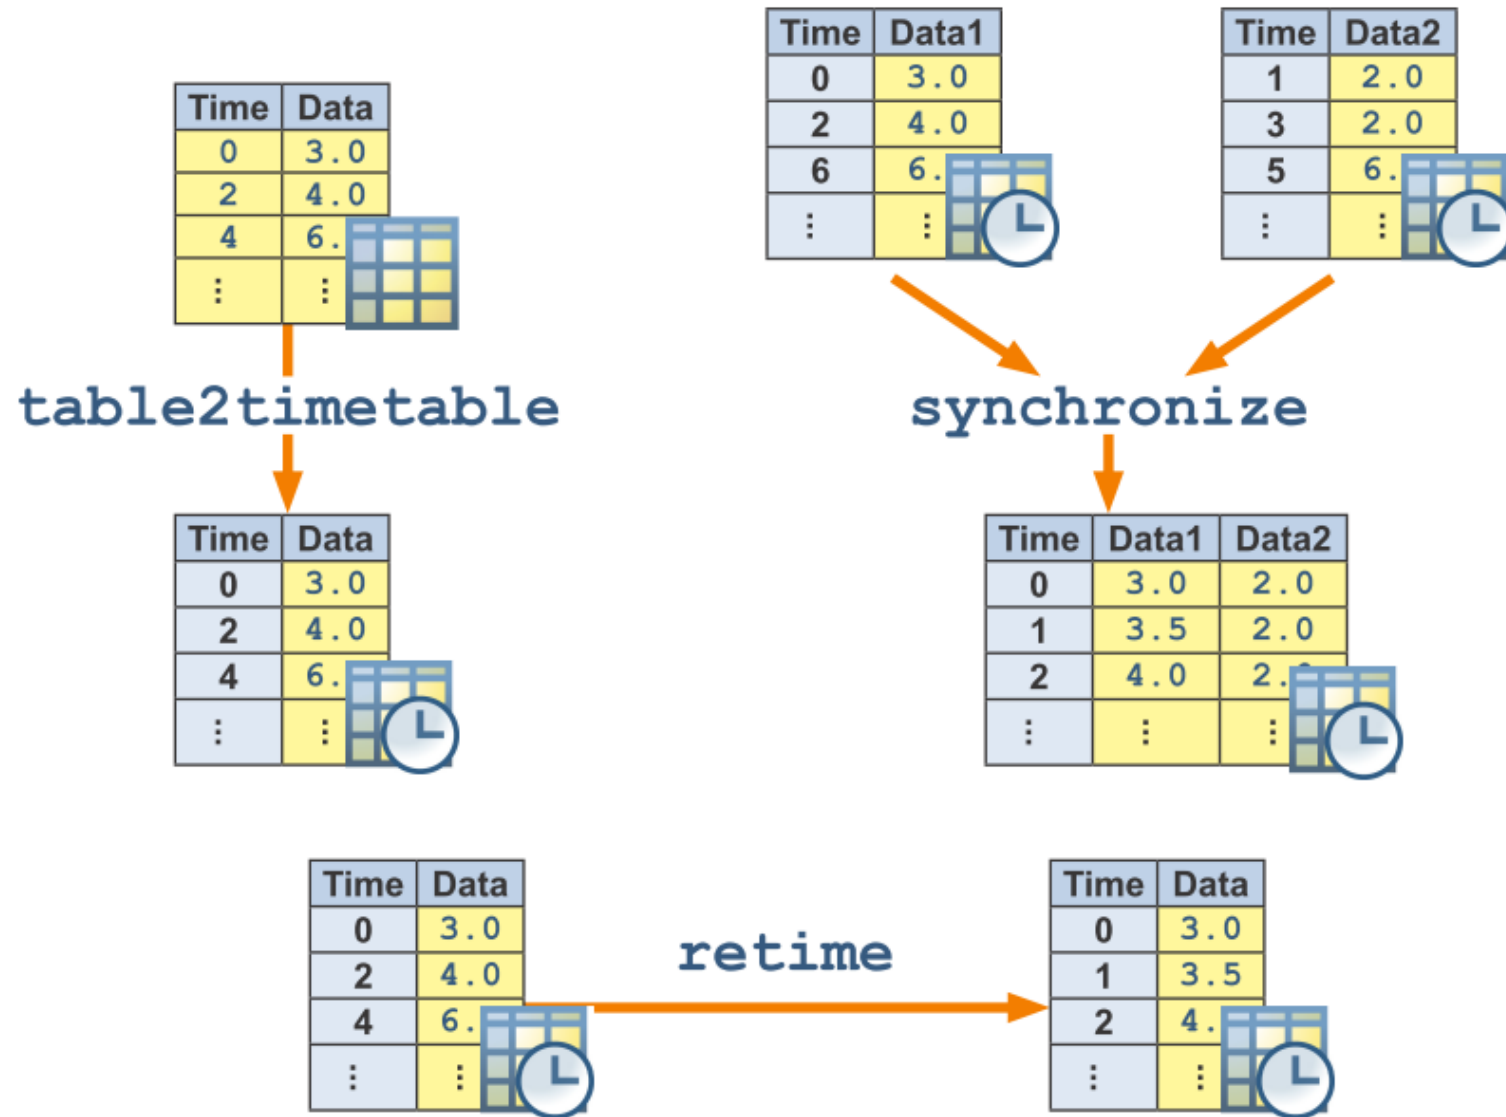 Time Data
0 3.0
2 4.0
4 6.
⋮ ⋮
table2timetable
Time Data
0 3.0
2 4.0
4 6.
⋮ ⋮
Time Data1
0 3.0
2 4.0
6 6.
⋮ ⋮
Time Data2
1 2.0
3 2.0
5 6.
⋮ ⋮
synchronize
Time Data1 Data2
0 3.0 2.0
1 3.5 2.0
2 4.0 2.
⋮ ⋮ ⋮
Time Data
0 3.0
2 4.0
4 6.
⋮ ⋮
retime
Time Data
0 3.0
1 3.5
2 4.
⋮ ⋮